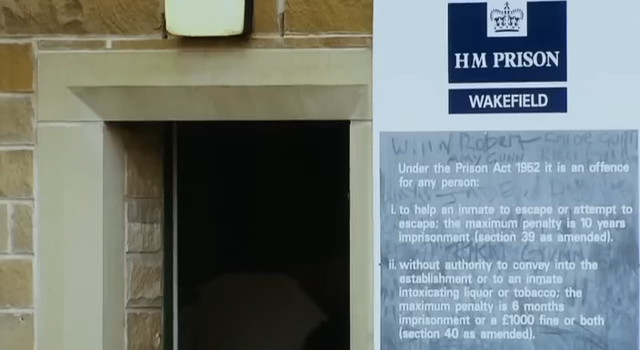 HM PRISON
WAKEFIELD
Under the Prison Act 1952 it is an offence
for any person:
i. to help an inmate to escape or attempt to
escape; the maximum penalty is 10 years
imprisonment (section 39 as amended).
ii. without authority to convey into the
establishment or to an inmate
intoxicating liquor or tobacco; the
maximum penalty is 6 months
imprisonment or a £1000 fine or both
(section 40 as amended).